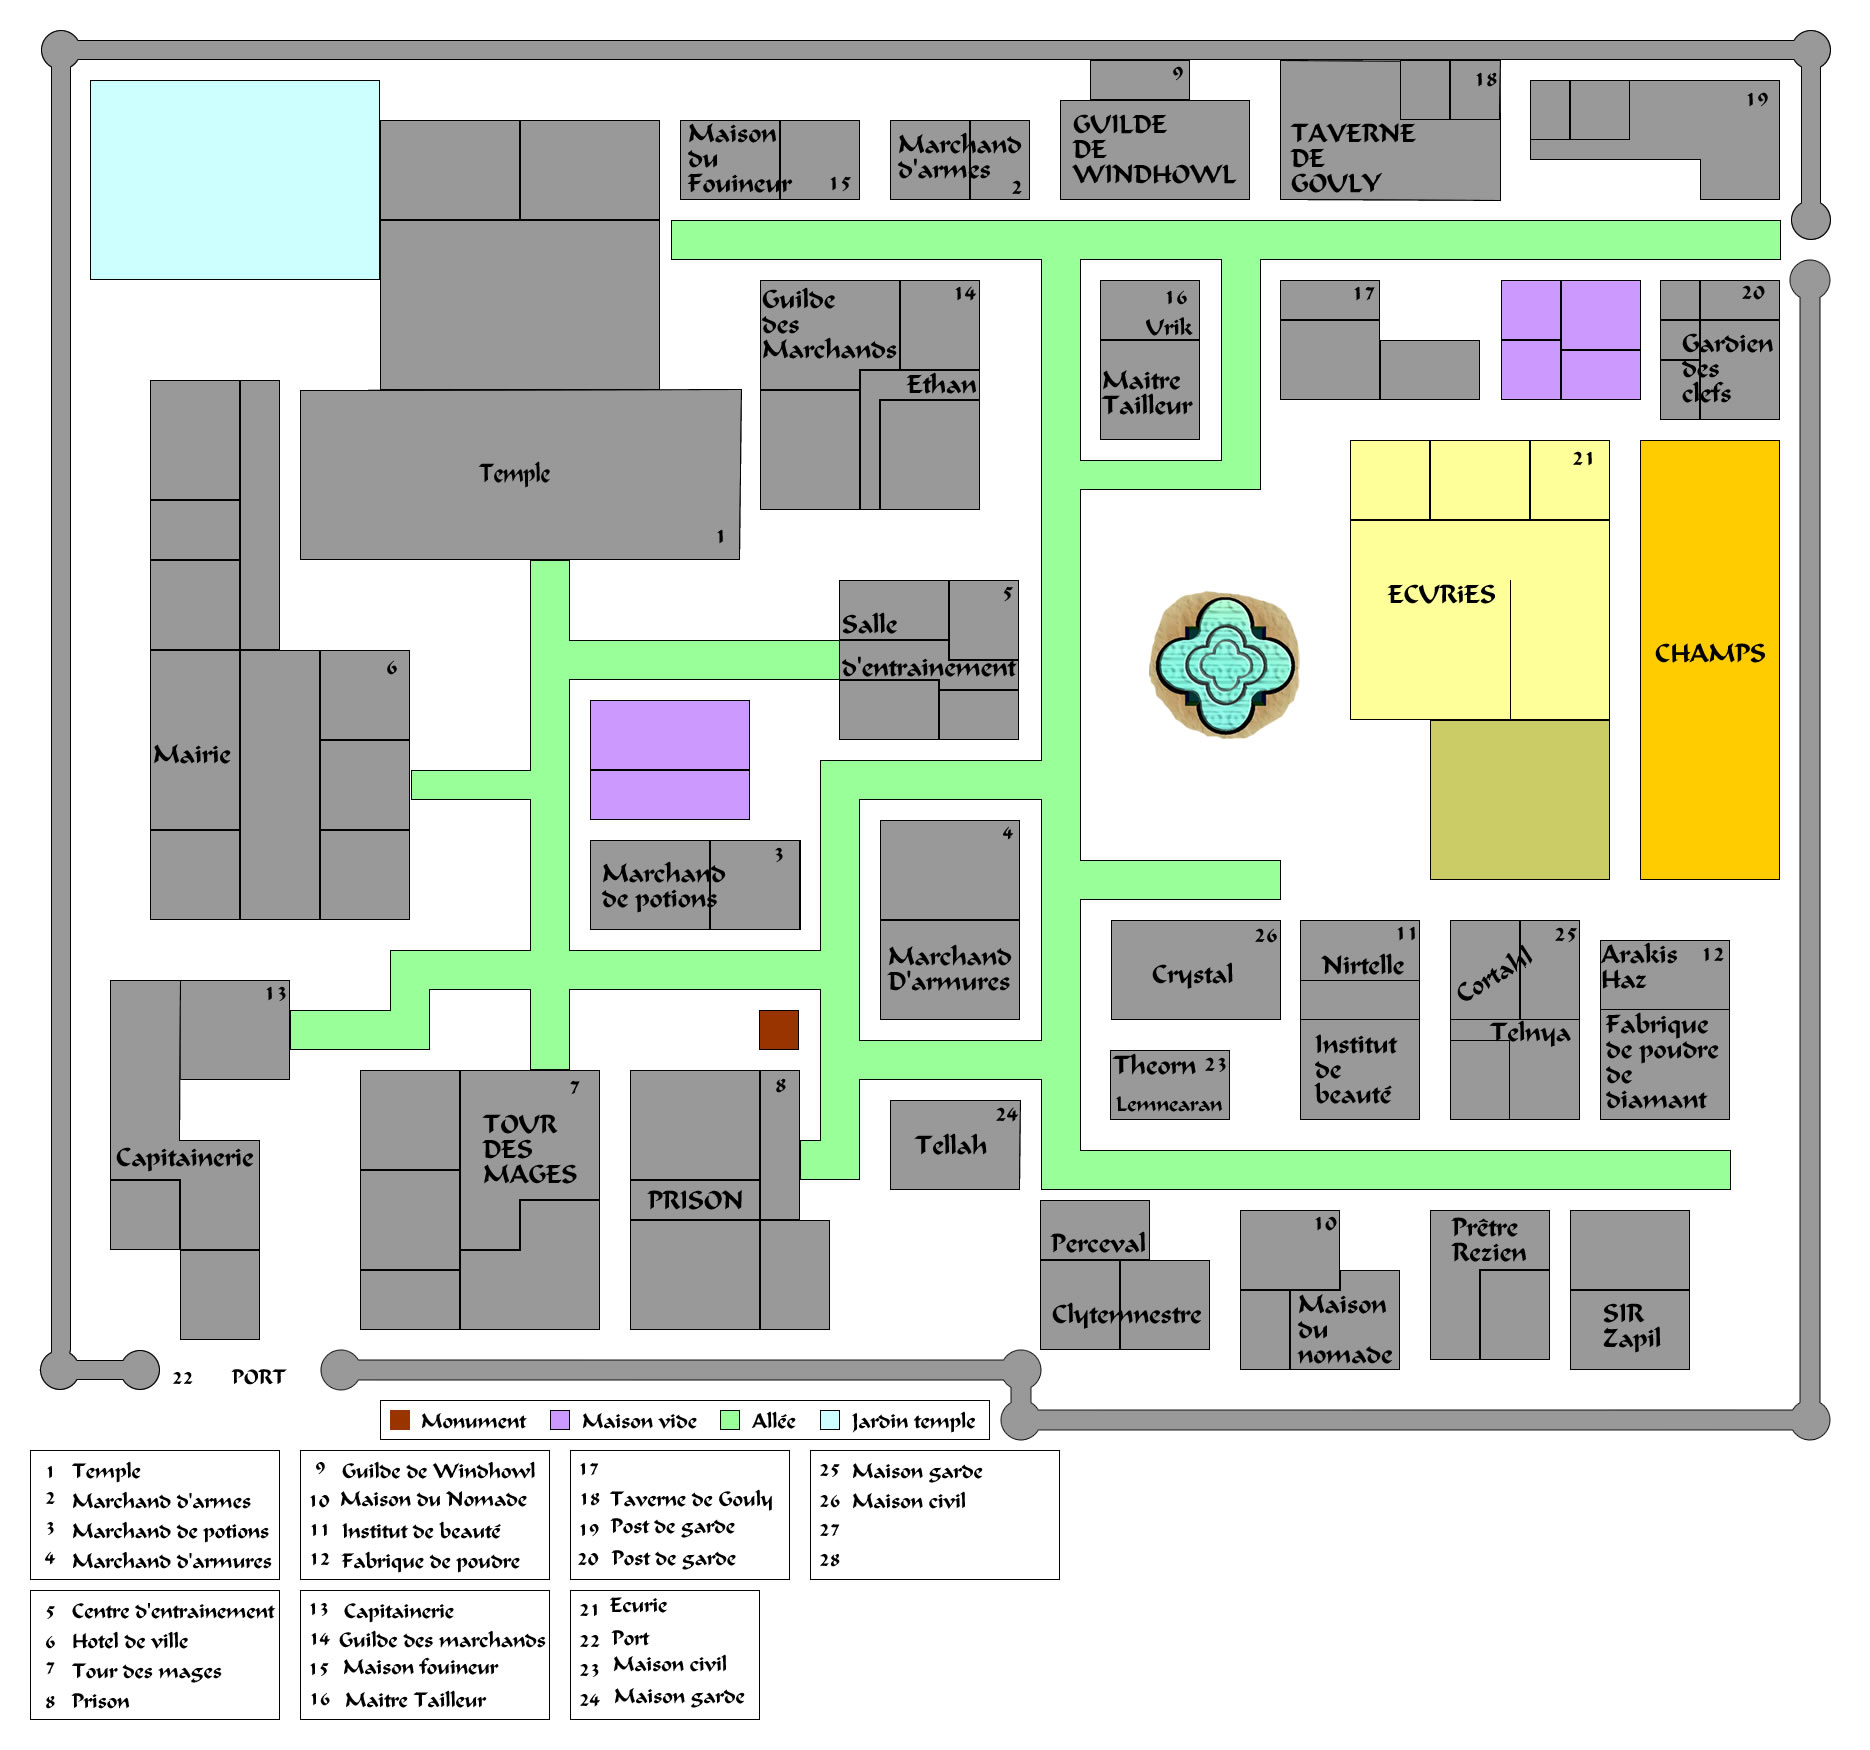 9
18
19
Maison
du
Fouineur
15
Marchand
d'armes
2
GUILDE
DE
WINDHOWL
TAVERNE
DE
GOULY
Guilde
des
Marchands
14
Ethan
16
Urik
Maitre
Tailleur
17
20
Gardien
des
clefs
Temple
1
21
ECURiES
CHAMPS
Salle
5
d'entrainement
6
Mairie
3
Marchand
de potions
4
Marchand
D'armures
26
Crystal
11
Nirtelle
Institut
de
beauté
25
Cortahl
Telnya
Arakis
Haz
12
Fabrique
de poudre
de
diamant
13
Capitainerie
7
TOUR
DES
MAGES
8
PRISON
24
Tellah
Theorn 23
Lemnearan
Perceval
Clytemnestre
10
Maison
du
nomade
Prêtre
Rezien
SIR
Zapil
22 PORT
Monument Maison vide Allée Jardin temple
1 Temple
2 Marchand d'armes
3 Marchand de potions
4 Marchand d'armures
9 Guilde de Windhowl
10 Maison du Nomade
11 Institut de beauté
12 Fabrique de poudre
17
18 Taverne de Gouly
19 Post de garde
20 Post de garde
25 Maison garde
26 Maison civil
27
28
5 Centre d'entrainement
6 Hotel de ville
7 Tour des mages
8 Prison
13 Capitainerie
14 Guilde des marchands
15 Maison fouineur
16 Maitre Tailleur
21 Ecurie
22 Port
23 Maison civil
24 Maison garde